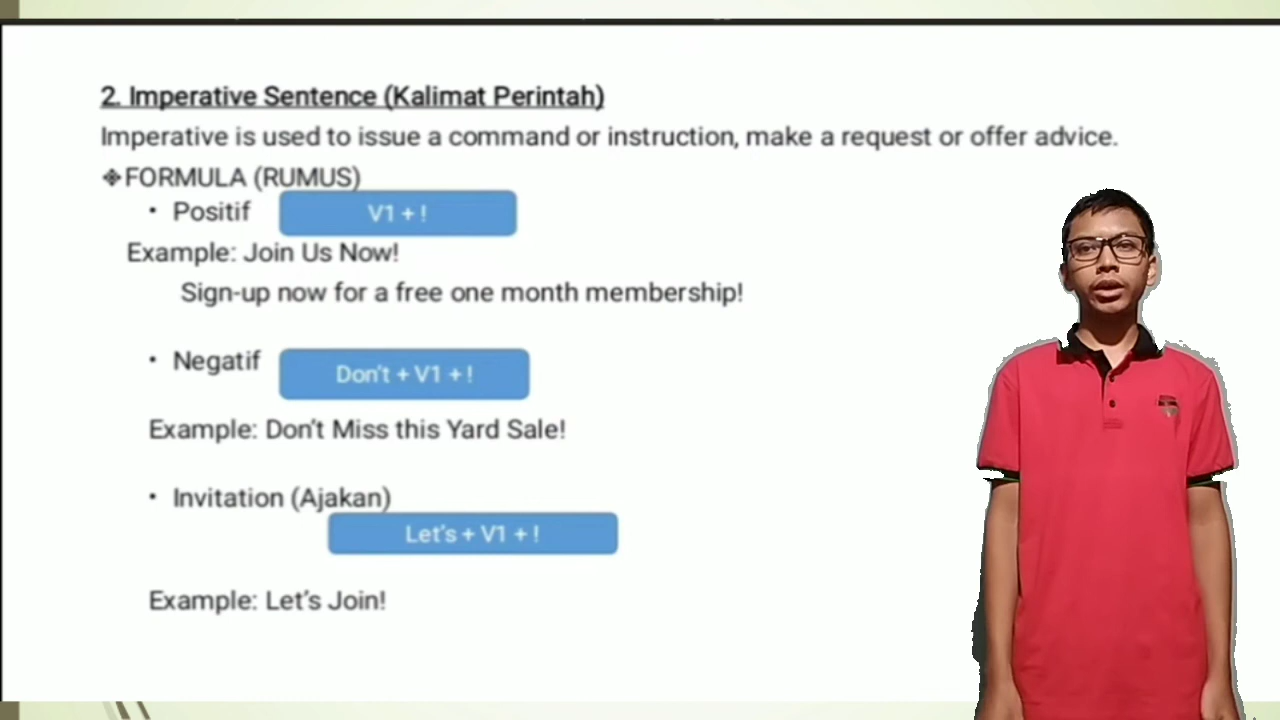 2. Imperative Sentence (Kalimat Perintah)
Imperative is used to issue a command or instruction, make a request or offer advice.
❖FORMULA (RUMUS)
• Positif V1 + !
Example: Join Us Now!
Sign-up now for a free one month membership!
• Negatif Don't + V1 + !
Example: Don't Miss this Yard Sale!
• Invitation (Ajakan)
Let's + V1 + !
Example: Let's Join!